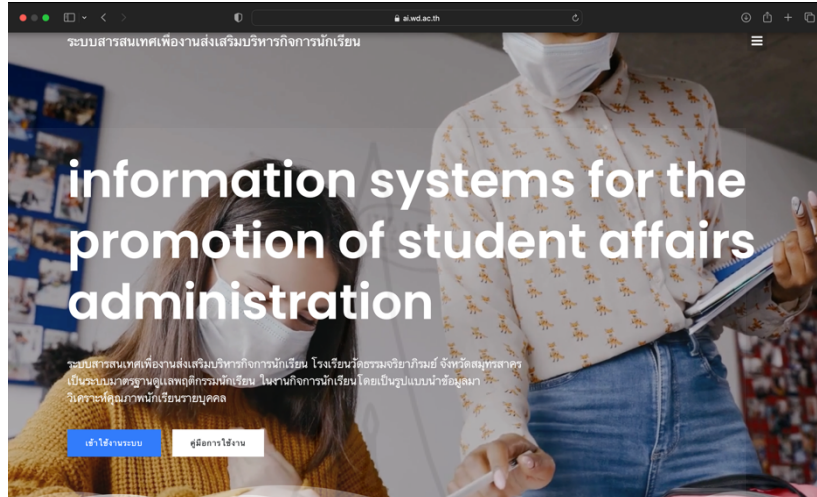 ai.wd.ac.th
ระบบสารสนเทศเพื่องานส่งเสริมบริหารกิจการนักเรียน
information systems for the
promotion of student affairs
administration
ระบบสารสนเทศเพื่องานส่งเสริมบริหารกิจการนักเรียน โรงเรียนวัดธรรมจริยาภิรมย์ จังหวัดสมุทรสาคร
เป็นระบบมาตรฐานดูแลพฤติกรรมนักเรียน ในงานกิจการนักเรียนโดยเป็นรูปแบบนำข้อมูลมา
วิเคราะห์คุณภาพนักเรียนรายบุคคล
เข้าใช้งานระบบ
คู่มือการใช้งาน